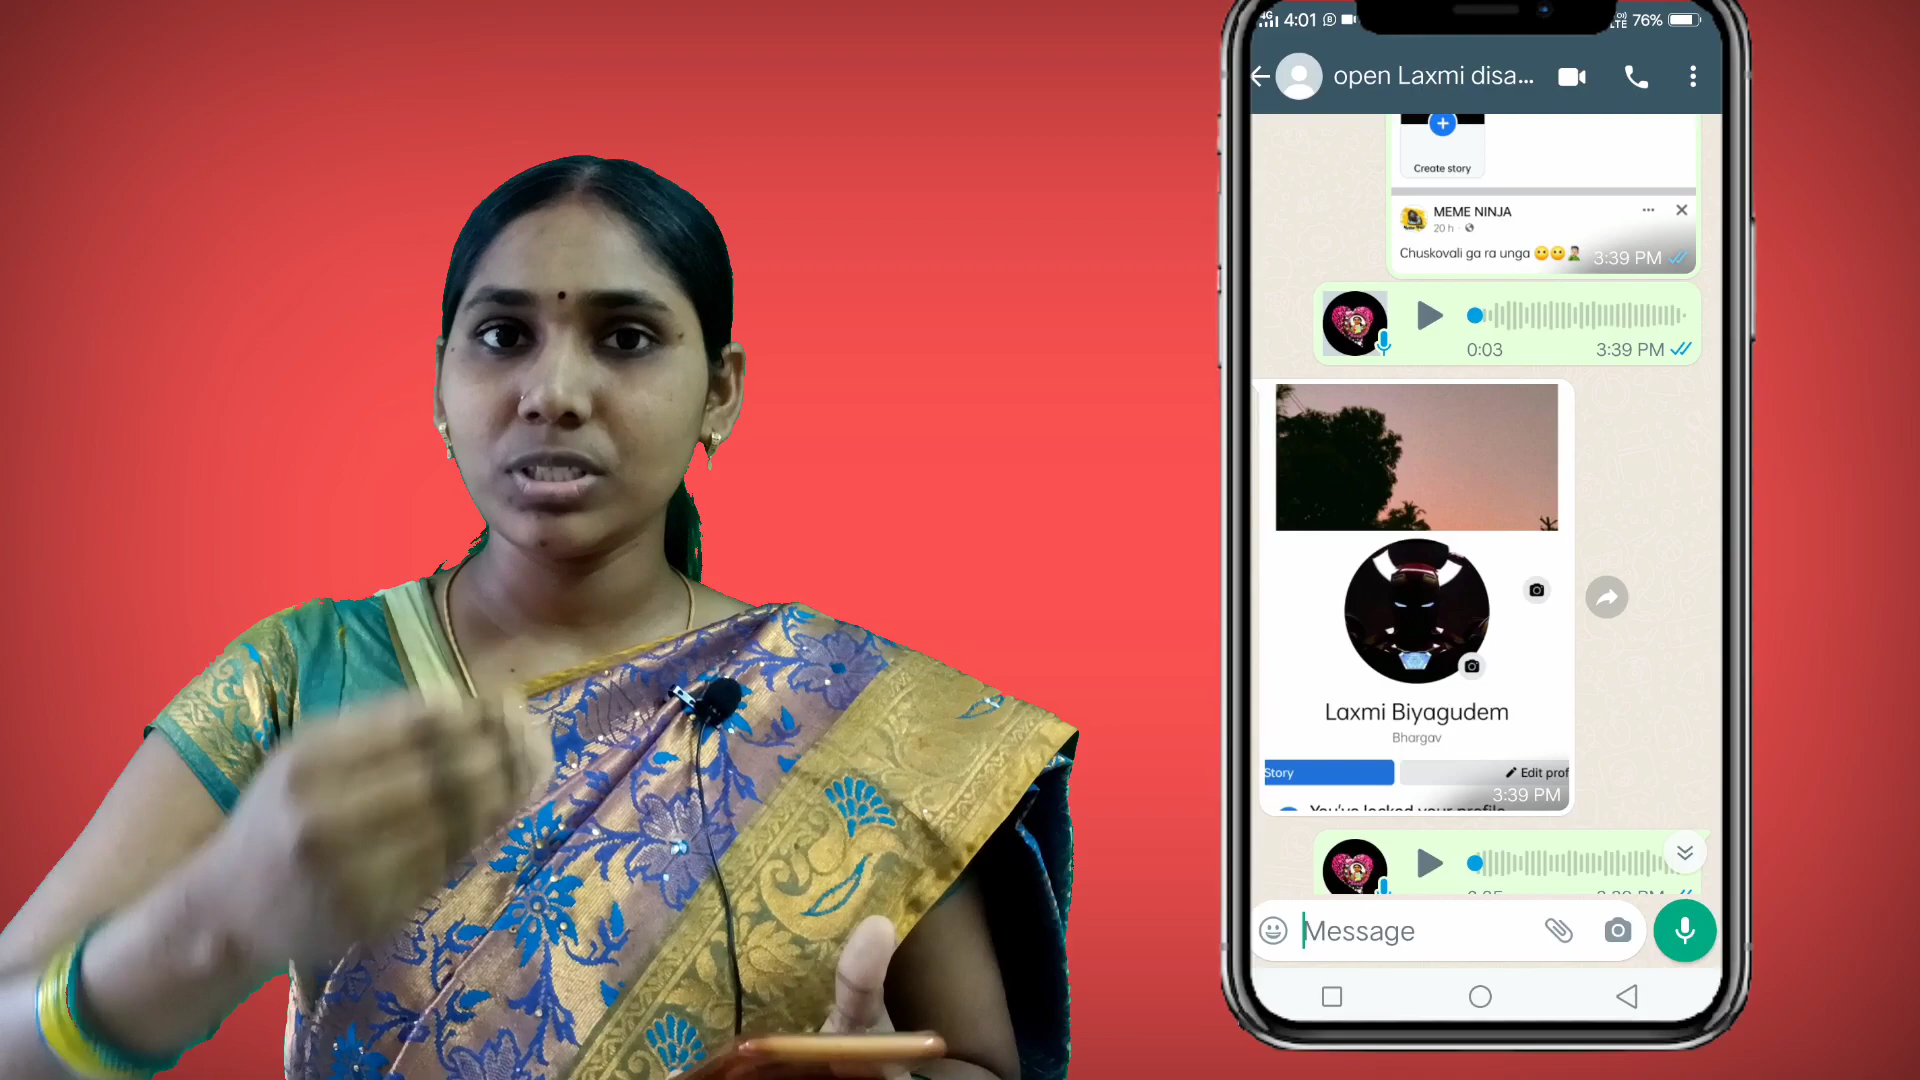 4G 4:01 76%
open Laxmi disa...
Create story
MEME NINJA
20 h
Chuskovali ga ra unga
3:39 PM
0:03 3:39 PM
Laxmi Biyagudem
Bhargav
Story
Edit prof
3:39 PM
Message